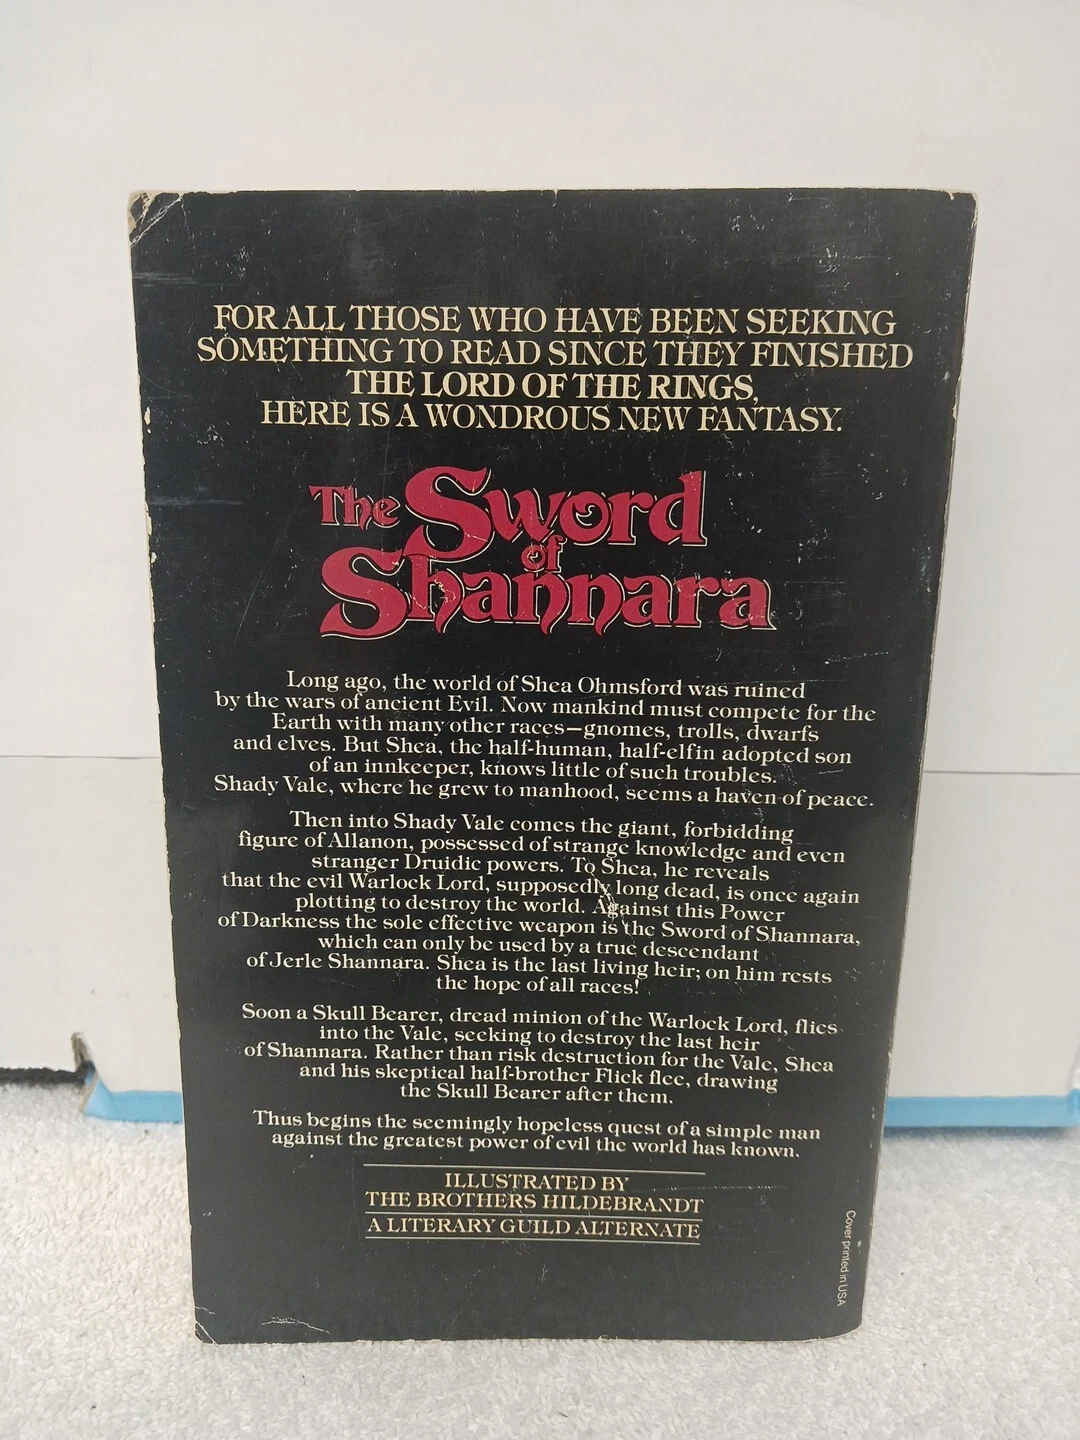 FOR ALL THOSE WHO HAVE BEEN SEEKING
SOMETHING TO READ SINCE THEY FINISHED
THE LORD OF THE RINGS,
HERE IS A WONDROUS NEW FANTASY.
The Sword
of
Shannara
Long ago, the world of Shea Ohmsford was ruined
by the wars of ancient Evil. Now mankind must compete for the
Earth with many other races—gnomes, trolls, dwarfs
and elves. But Shea, the half-human, half-elfin adopted son
of an innkeeper, knows little of such troubles.
Shady Vale, where he grew to manhood, seems a haven of peace.
Then into Shady Vale comes the giant, forbidding
figure of Allanon, possessed of strange knowledge and even
stranger Druidic powers. To Shea, he reveals
that the evil Warlock Lord, supposedly long dead, is once again
plotting to destroy the world. Against this Power
of Darkness the sole effective weapon is the Sword of Shannara,
which can only be used by a true descendant
of Jerle Shannara. Shea is the last living heir; on him rests
the hope of all races!
Soon a Skull Bearer, dread minion of the Warlock Lord, flies
into the Vale, seeking to destroy the last heir
of Shannara. Rather than risk destruction for the Vale, Shea
and his skeptical half-brother Flick flee, drawing
the Skull Bearer after them.
Thus begins the seemingly hopeless quest of a simple man
against the greatest power of evil the world has known.
ILLUSTRATED BY
THE BROTHERS HILDEBRANDT
A LITERARY GUILD ALTERNATE
Cover printed in USA